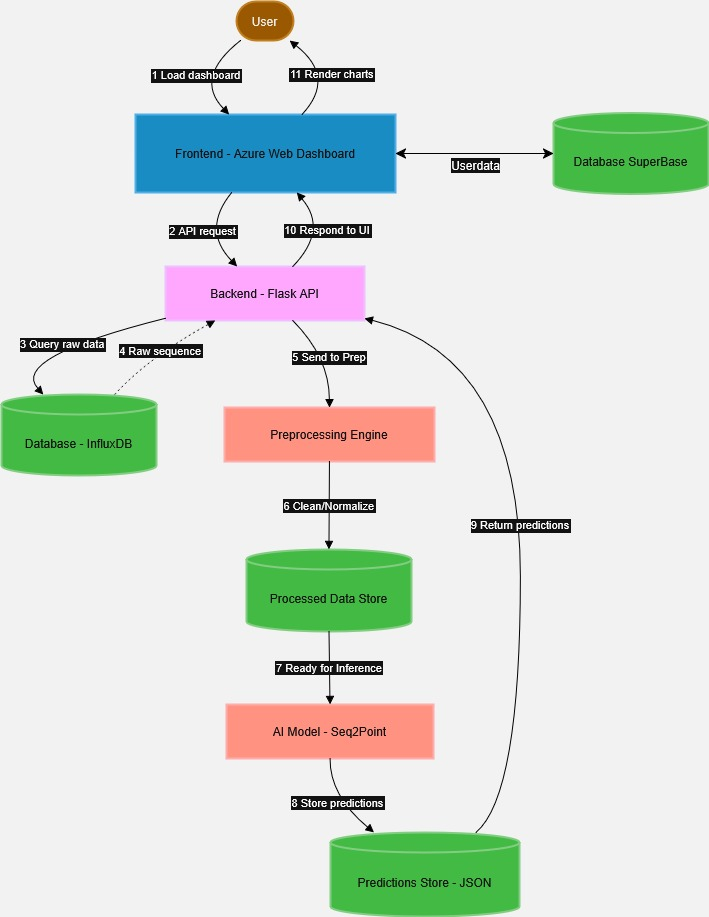 User
1 Load dashboard
11 Render charts
Frontend - Azure Web Dashboard
Userdata
Database SuperBase
2 API request
10 Respond to UI
Backend - Flask API
3 Query raw data
4 Raw sequence
5 Send to Prep
Database - InfluxDB
Preprocessing Engine
6 Clean/Normalize
9 Return predictions
Processed Data Store
7 Ready for Inference
AI Model - Seq2Point
8 Store predictions
Predictions Store - JSON